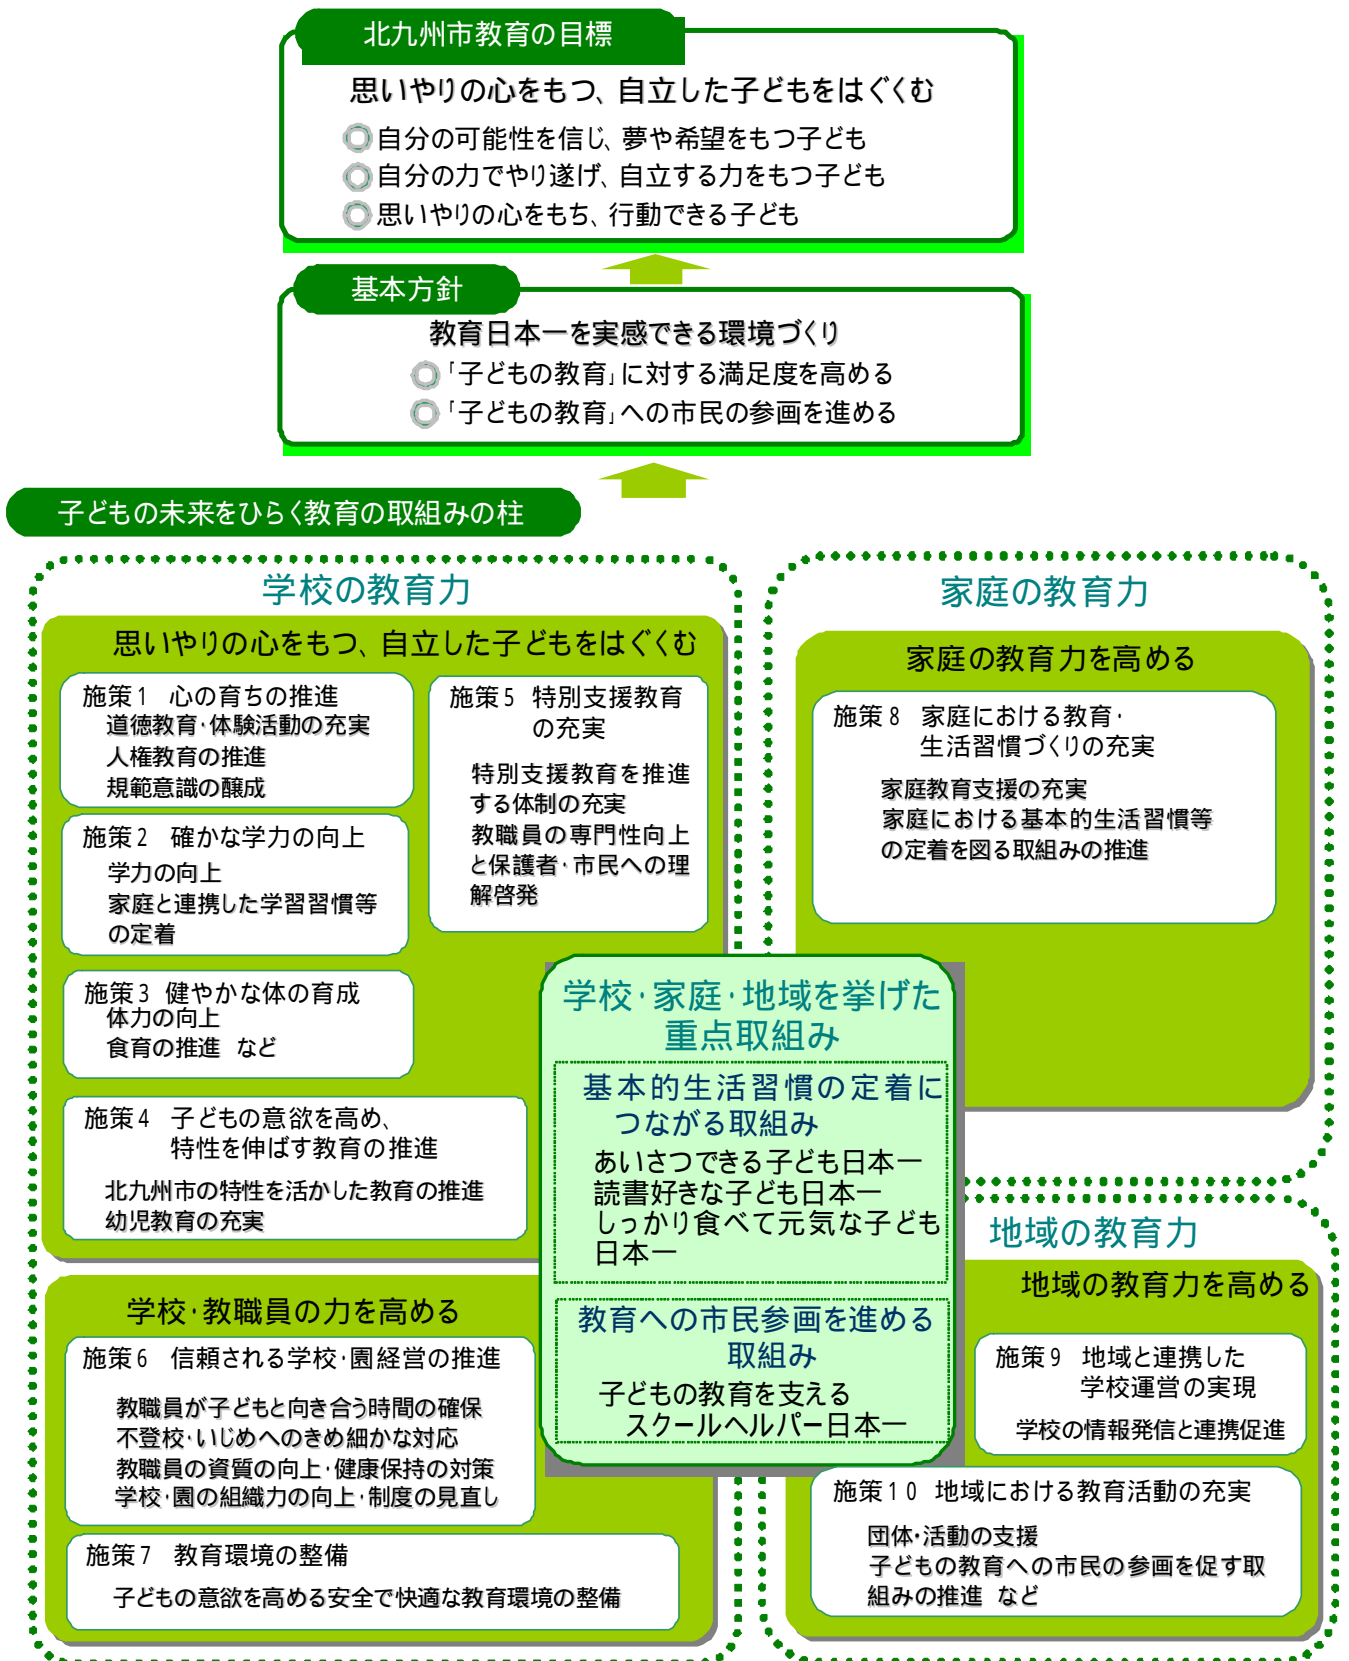 北九州市教育の目標
思いやりの心をもつ、自立した子どもをはぐくむ
自分の可能性を信じ、夢や希望をもつ子ども
自分の力でやり遂げ、自立する力をもつ子ども
思いやりの心をもち、行動できる子ども
基本方針
教育日本一を実感できる環境づくり
「子どもの教育」に対する満足度を高める
「子どもの教育」への市民の参画を進める
子どもの未来をひらく教育の取組みの柱
学校の教育力
思いやりの心をもつ、自立した子どもをはぐくむ
施策1 心の育ちの推進
道徳教育・体験活動の充実
人権教育の推進
規範意識の醸成
施策2 確かな学力の向上
学力の向上
家庭と連携した学習習慣等
の定着
施策3 健やかな体の育成
体力の向上
食育の推進 など
施策4 子どもの意欲を高め、
特性を伸ばす教育の推進
北九州市の特性を活かした教育の推進
幼児教育の充実
施策5 特別支援教育
の充実
特別支援教育を推進
する体制の充実
教職員の専門性向上
と保護者・市民への理
解啓発
学校・教職員の力を高める
施策6 信頼される学校・園経営の推進
教職員が子どもと向き合う時間の確保
不登校・いじめへのきめ細かな対応
教職員の資質の向上・健康保持の対策
学校・園の組織力の向上・制度の見直し
施策7 教育環境の整備
子どもの意欲を高める安全で快適な教育環境の整備
学校・家庭・地域を挙げた
重点取組み
基本的生活習慣の定着に
つながる取組み
あいさつできる子ども日本一
読書好きな子ども日本一
しっかり食べて元気な子ども
日本一
教育への市民参画を進める
取組み
子どもの教育を支える
スクールヘルパー日本一
家庭の教育力
家庭の教育力を高める
施策8 家庭における教育・
生活習慣づくりの充実
家庭教育支援の充実
家庭における基本的生活習慣等
の定着を図る取組みの推進
地域の教育力
地域の教育力を高める
施策9 地域と連携した
学校運営の実現
学校の情報発信と連携促進
施策10 地域における教育活動の充実
団体・活動の支援
子どもの教育への市民の参画を促す取
組みの推進 など